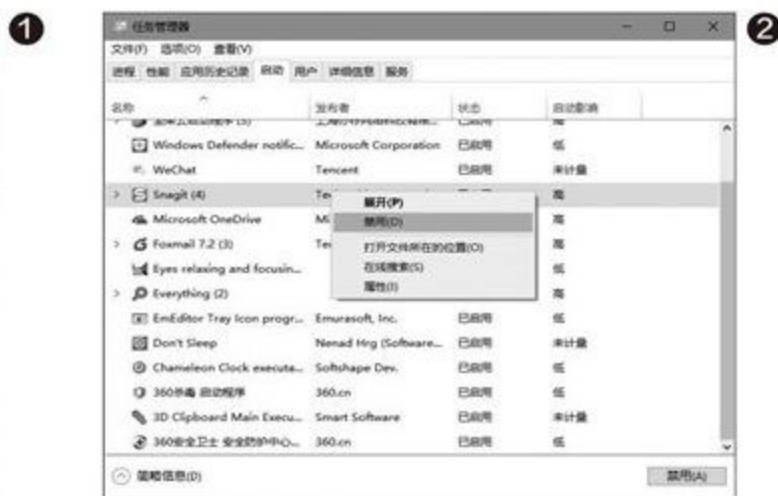 1
2
任务管理器
文件(F) 选项(O) 查看(V)
进程 性能 应用历史记录 启动 用户 详细信息 服务
名称 发布者 状态 启动影响
高
Windows Defender notific... Microsoft Corporation 已启用 低
WeChat Tencent 已启用 未计量
Snagit (4) 高
展开(P)
Microsoft OneDrive 高
禁用(D)
Foxmail 7.2 (3) 高
打开文件所在的位置(O)
Eyes relaxing and focusin... 低
在线搜索(S)
Everything (2) 高
属性(I)
EmEditor Tray Icon progr... Emurasoft, Inc. 已启用 低
Don't Sleep Nenad Hrg (Software... 已启用 未计量
Chameleon Clock executa... Softshape Dev. 已启用 低
360杀毒 启动程序 360.cn 已启用 低
3D Clipboard Main Execu... Smart Software 已启用 未计量
360安全卫士 安全防护中心... 360.cn 已启用 低
简略信息(D) 禁用(A)